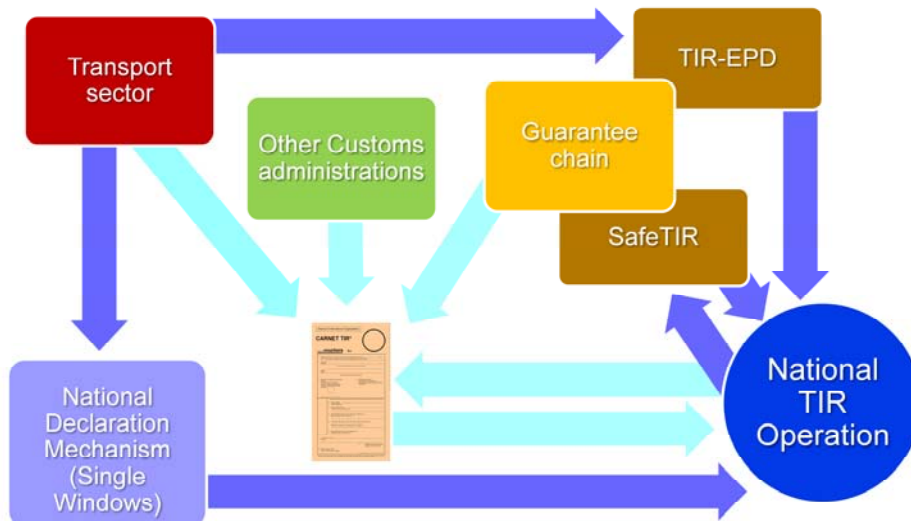 Transport
sector
TIR-EPD
Other Customs
administrations
Guarantee
chain
SafeTIR
CARNET TIR*
National
Declaration
Mechanism
(Single
Windows)
National
TIR
Operation